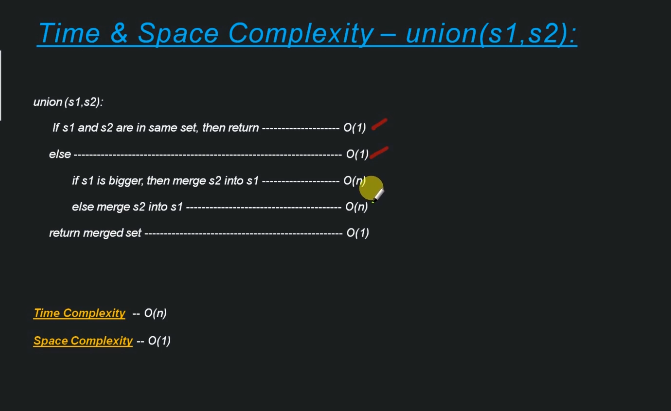 Time & Space Complexity – union(s1,s2):
union (s1,s2):
If s1 and s2 are in same set, then return -------------------- O(1)
else --------------------------------------------------------------------- O(1)
if s1 is bigger, then merge s2 into s1 -------------------- O(n)
else merge s2 into s1 ---------------------------------------- O(n)
return merged set --------------------------------------------------- O(1)
Time Complexity -- O(n)
Space Complexity -- O(1)